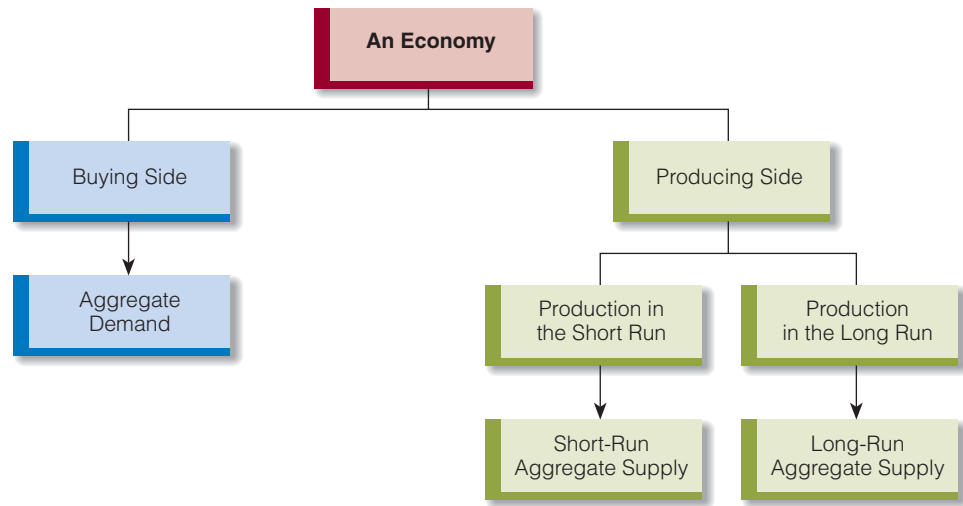 An Economy
Buying Side
Producing Side
Aggregate
Demand
Production in
the Short Run
Production
in the Long Run
Short-Run
Aggregate Supply
Long-Run
Aggregate Supply